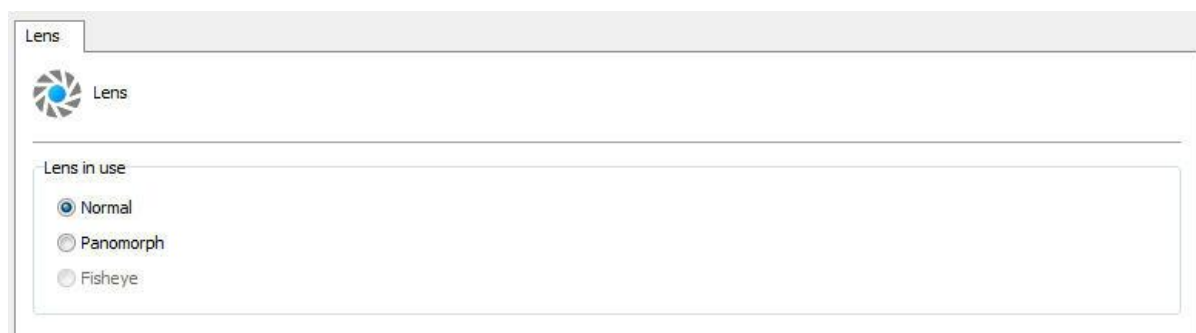 Lens
Lens
Lens in use
Normal
Panomorph
Fisheye